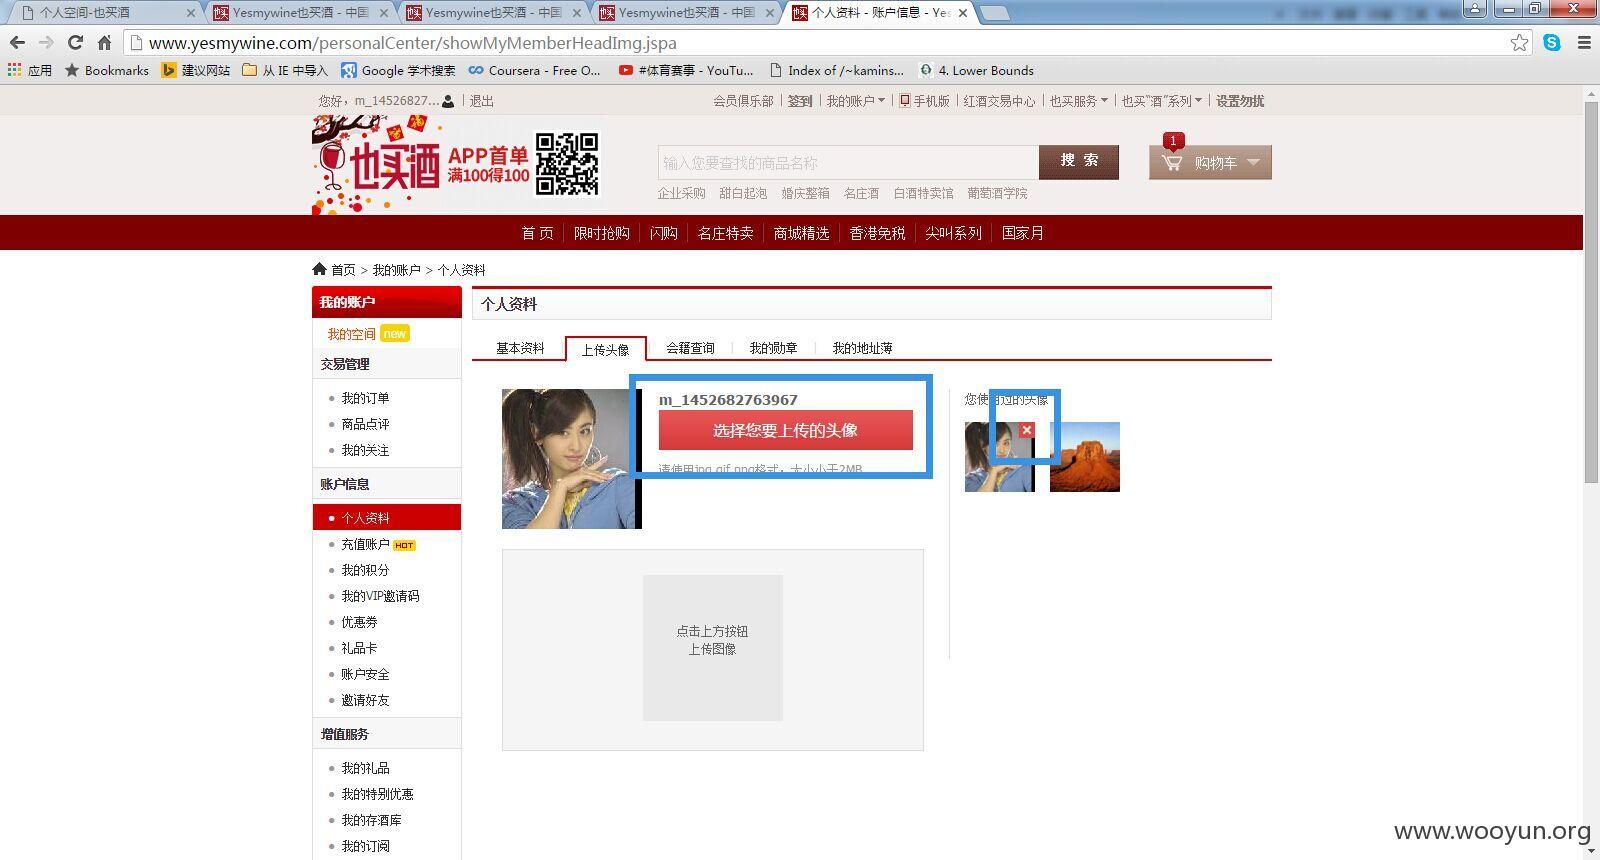 个人空间-也买酒
Yesmywine也买酒 - 中国
Yesmywine也买酒 - 中国
Yesmywine也买酒 - 中国
个人资料 - 账户信息 - Yes
www.yesmywine.com/personalCenter/showMyMemberHeadImg.jspa
应用 Bookmarks 建议网站 从 IE 中导入 Google 学术搜索 Coursera - Free O... #体育赛事 - YouTu... Index of /~kamins... 4. Lower Bounds
您好，m_14526827... 退出
会员俱乐部 签到 我的账户 手机版 红酒交易中心 也买服务 也买"酒"系列 设置勿扰
也买酒
APP首单
满100得100
输入您要查找的商品名称
搜 索
1
购物车
企业采购 甜白起泡 婚庆整箱 名庄酒 白酒特卖馆 葡萄酒学院
首 页 限时抢购 闪购 名庄特卖 商城精选 香港免税 尖叫系列 国家月
首页 > 我的账户 > 个人资料
我的账户
我的空间 new
交易管理
我的订单
商品点评
我的关注
账户信息
个人资料
充值账户 HOT
我的积分
我的VIP邀请码
优惠券
礼品卡
账户安全
邀请好友
增值服务
我的礼品
我的特别优惠
我的存酒库
我的订阅
个人资料
基本资料 上传头像 会籍查询 我的勋章 我的地址薄
m_1452682763967
选择您要上传的头像
请使用jpg,gif,png格式，大小小于2MB
您使用过的头像
点击上方按钮
上传图像
www.wooyun.org